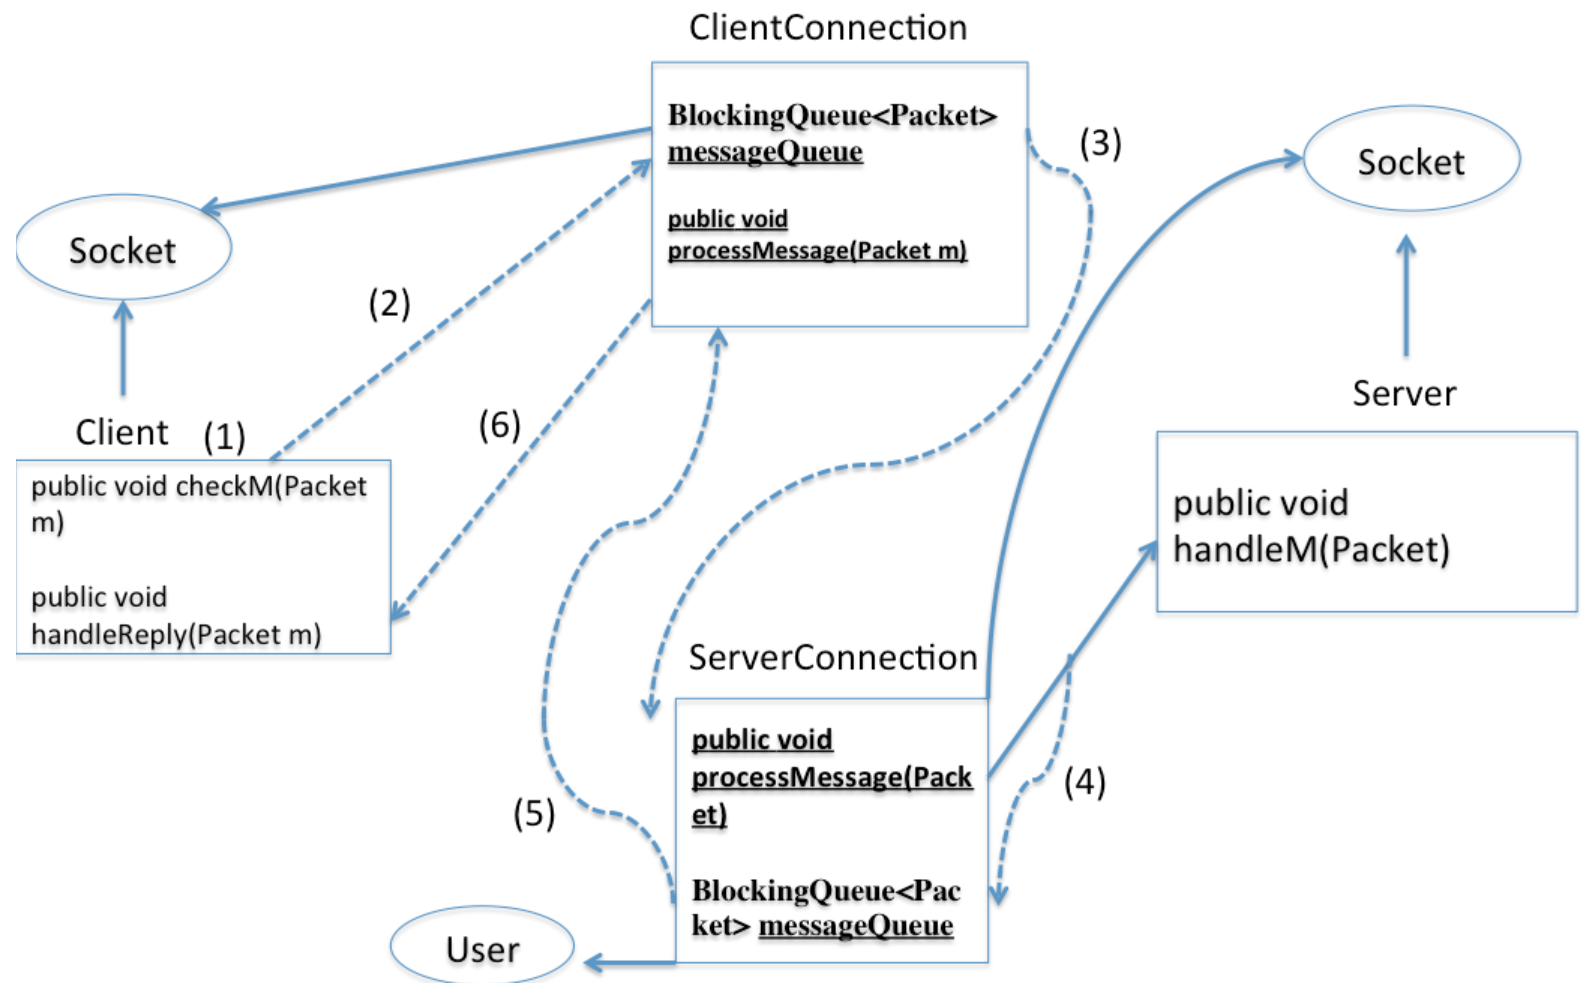 ClientConnection
BlockingQueue<Packet>
messageQueue
public void
processMessage(Packet m)
(3)
Socket
Socket
(2)
(6)
Client
(1)
public void checkM(Packet
m)
public void
handleReply(Packet m)
Server
public void
handleM(Packet)
ServerConnection
public void
processMessage(Pack
et)
BlockingQueue<Pac
ket> messageQueue
(4)
(5)
User